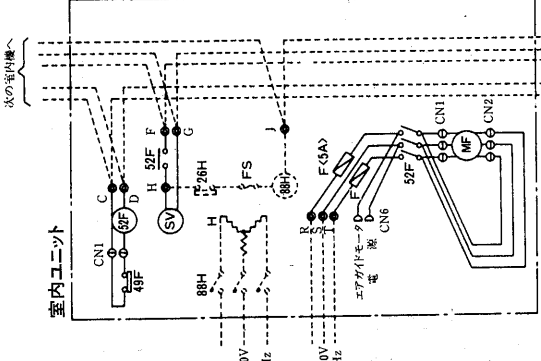 次の室内機へ
室内ユニット
C
D
52F
CN1
49F
F
G
52F
H
SV
26H
FS
J
88H
H
88H
0V
Hz
R
S
T
0V
Hz
F<5A>
F
エアガイドモータ
電源
CN6
52F
CN1
MF
CN2